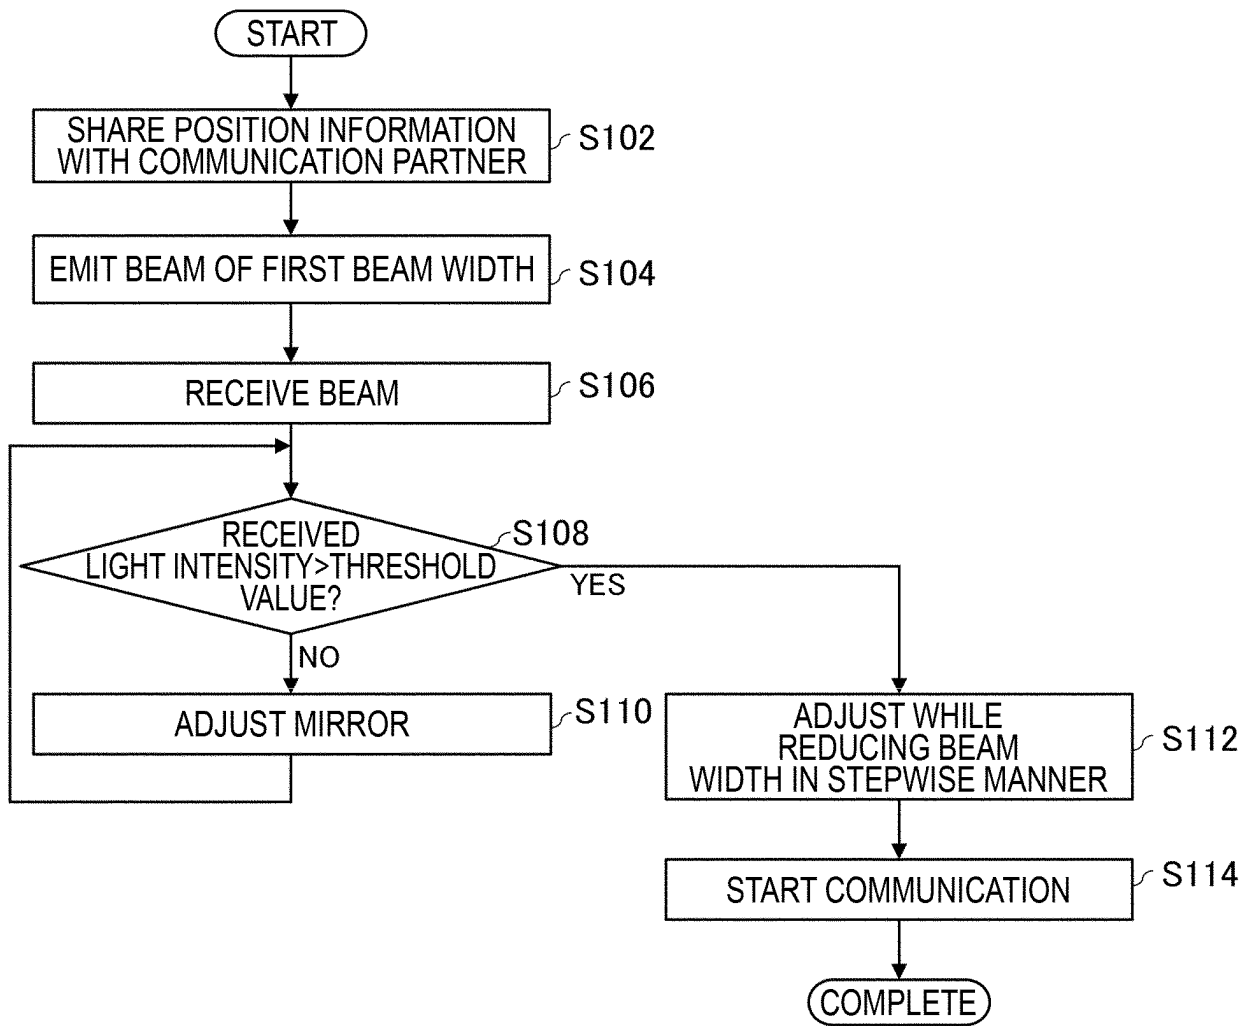 START
SHARE POSITION INFORMATION
WITH COMMUNICATION PARTNER
S102
EMIT BEAM OF FIRST BEAM WIDTH
S104
RECEIVE BEAM
S106
RECEIVED
LIGHT INTENSITY>THRESHOLD
VALUE?
S108
YES
NO
ADJUST MIRROR
S110
ADJUST WHILE
REDUCING BEAM
WIDTH IN STEPWISE MANNER
S112
START COMMUNICATION
S114
COMPLETE